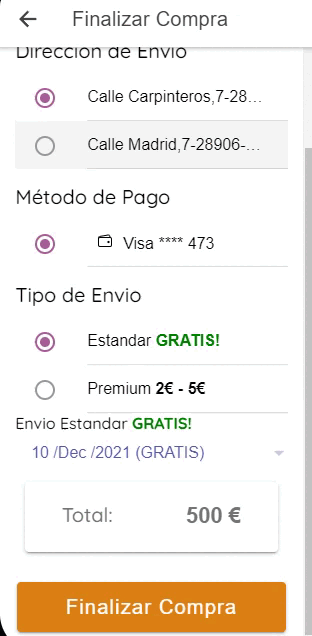 Finalizar Compra
Dirección de Envio
Calle Carpinteros,7-28...
Calle Madrid,7-28906-...
Método de Pago
Visa **** 473
Tipo de Envio
Estandar GRATIS!
Premium 2€ - 5€
Envio Estandar GRATIS!
10 /Dec /2021 (GRATIS)
Total: 500 €
Finalizar Compra